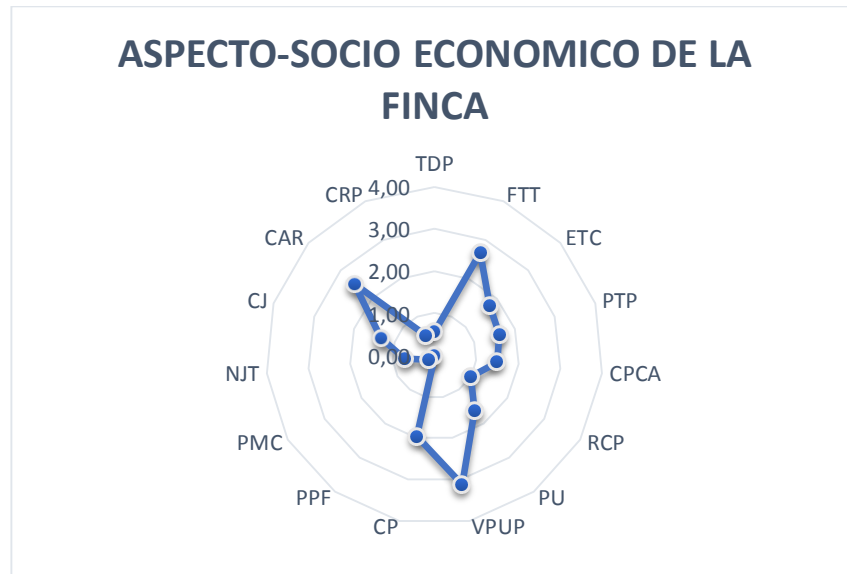 ASPECTO-SOCIO ECONOMICO DE LA
FINCA
TDP
FTT
ETC
PTP
CPCA
RCP
PU
VPUP
CP
PPF
PMC
NJT
CJ
CAR
CRP
4,00
3,00
2,00
1,00
0,00